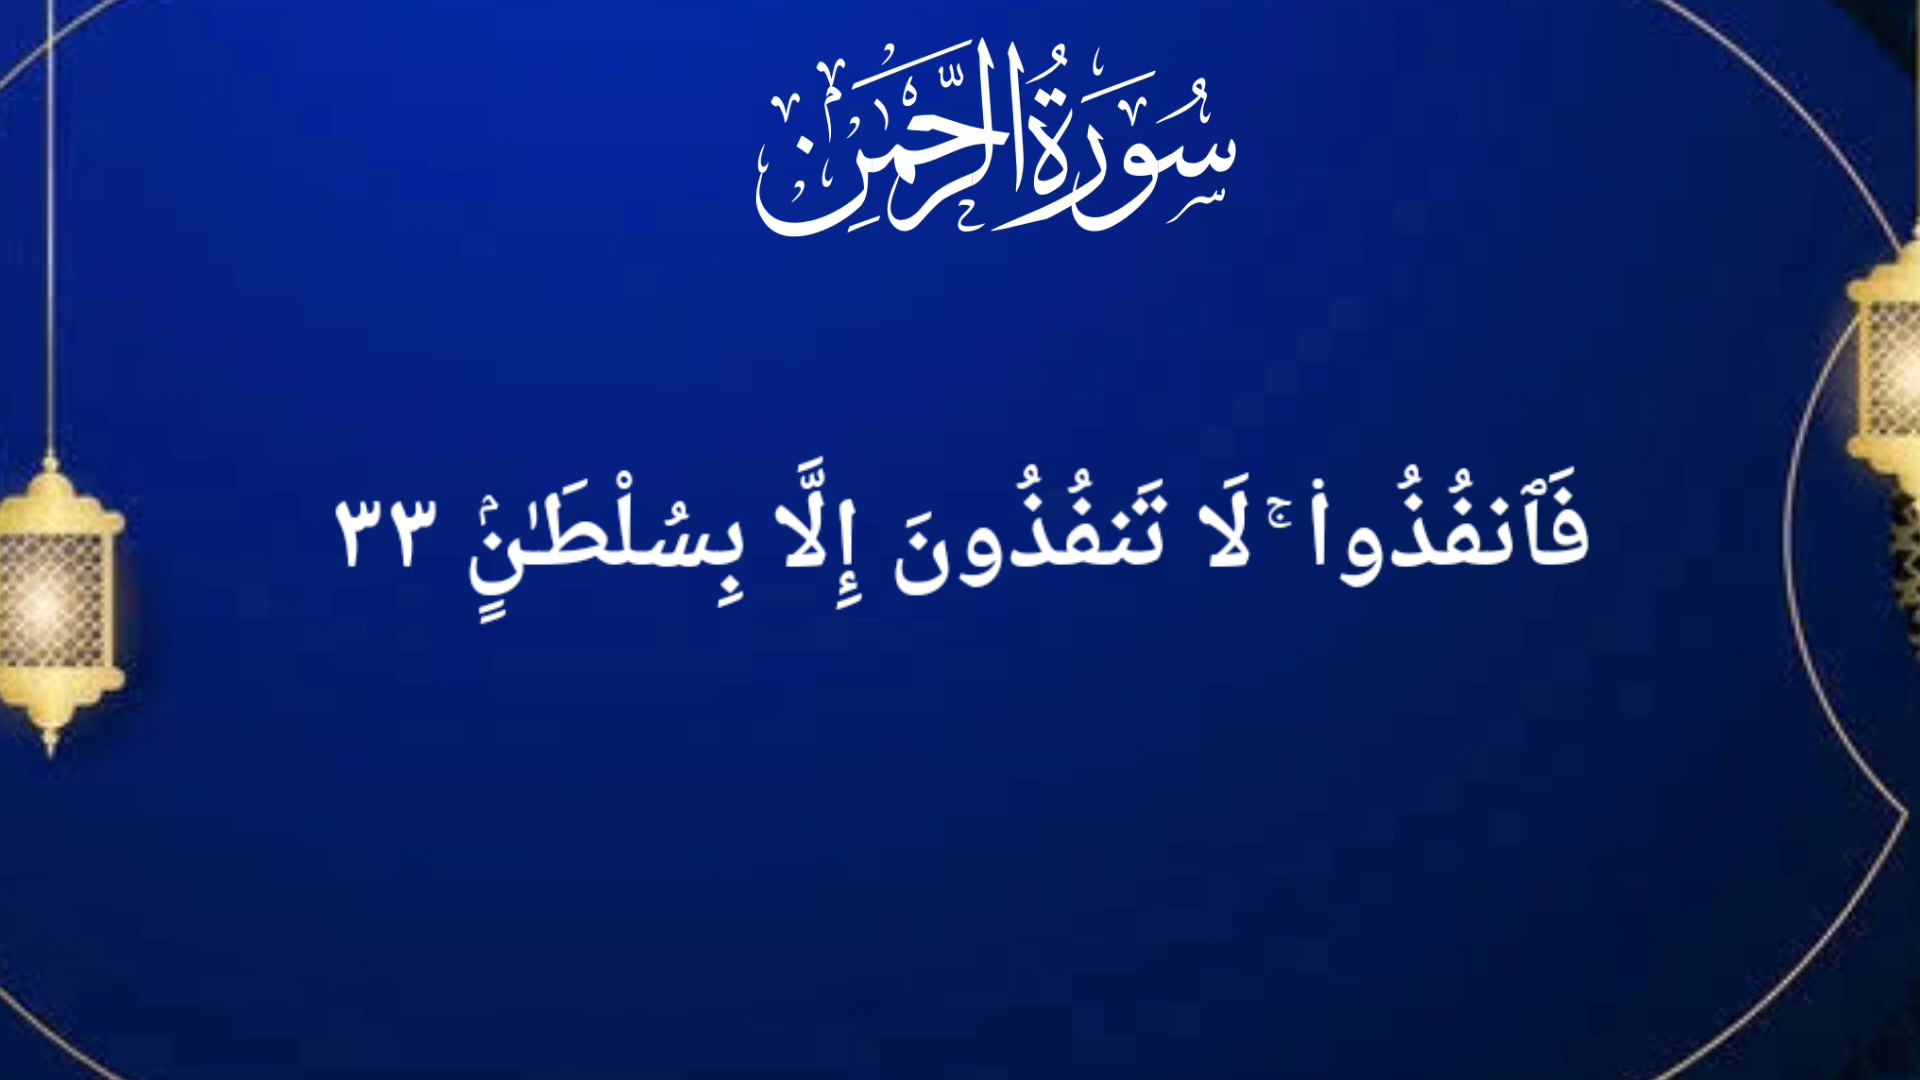 سُورَةُ الرَّحْمَٰنِ
فَٱنفُذُوا۟ ۚ لَا تَنفُذُونَ إِلَّا بِسُلْطَـٰنٍۢ ٣٣